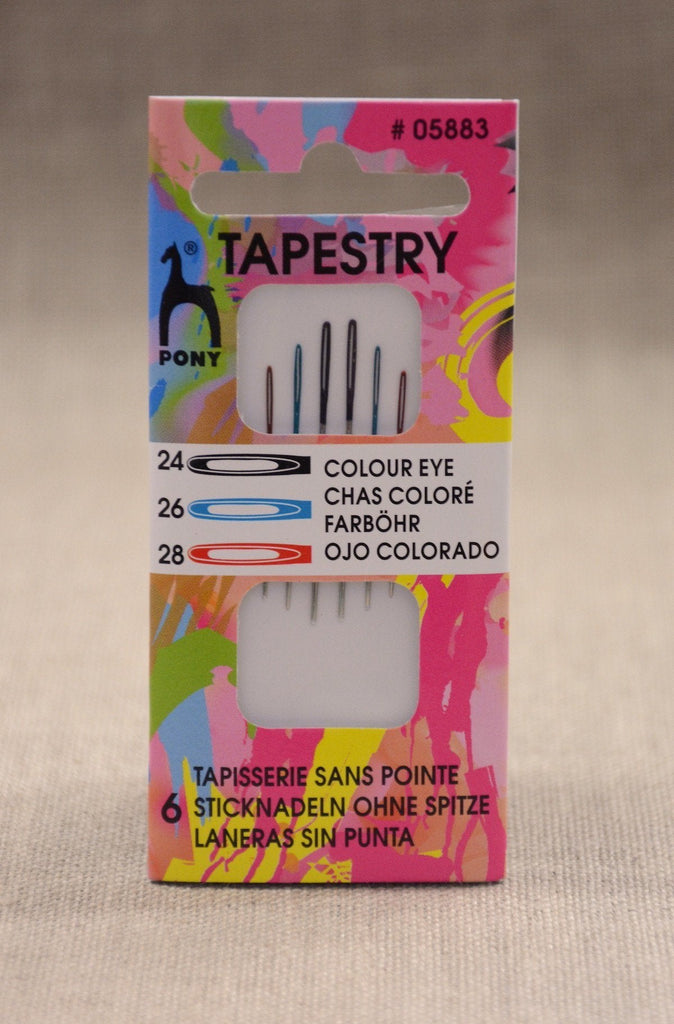 # 05883
®
TAPESTRY
PONY
24
COLOUR EYE
CHAS COLORÉ
26
FARBÖHR
28
OJO COLORADO
TAPISSERIE SANS POINTE
6 STICKNADELN OHNE SPITZE
LANERAS SIN PUNTA